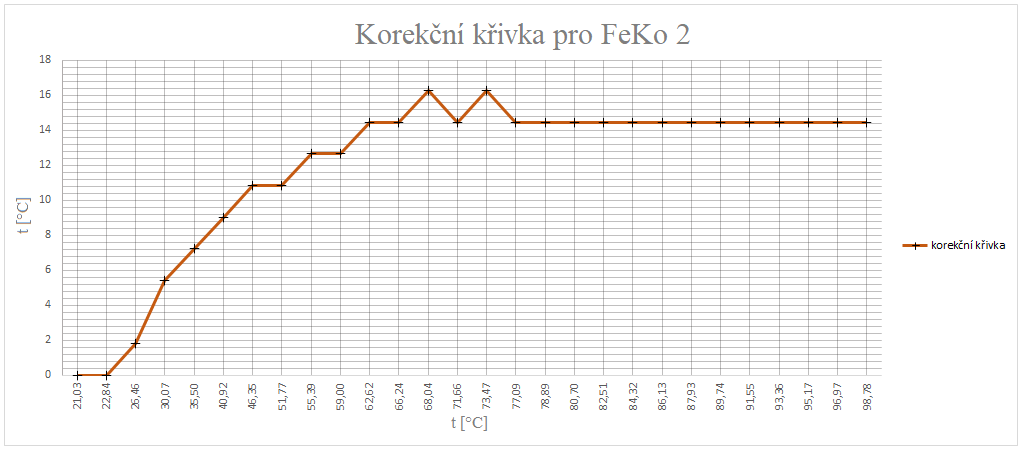 Korekční křivka pro FeKo 2
18
16
14
12
10
8
6
4
2
0
t [°C]
21,03 22,84 26,46 30,07 35,50 40,92 46,35 51,77 55,39 59,00 62,62 66,24 68,04 71,66 73,47 77,09 78,89 80,70 82,51 84,32 86,13 87,93 89,74 91,55 93,36 95,17 96,97 98,78
t [°C]
korekční křivka